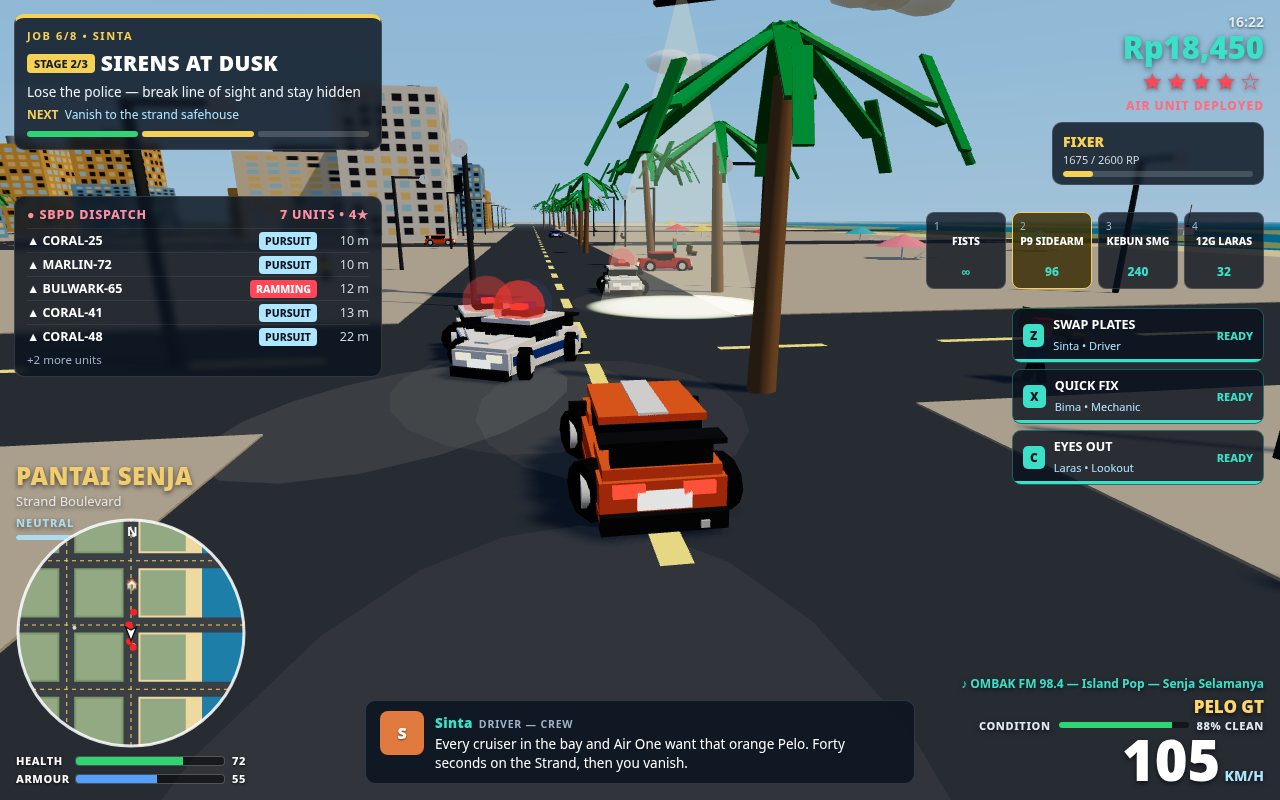 JOB 6/8 • SINTA
STAGE 2/3 SIRENS AT DUSK
Lose the police — break line of sight and stay hidden
NEXT Vanish to the strand safehouse
● SBPD DISPATCH 7 UNITS • 4★
▲ CORAL-25 PURSUIT 10 m
▲ MARLIN-72 PURSUIT 10 m
▲ BULWARK-65 RAMMING 12 m
▲ CORAL-41 PURSUIT 13 m
▲ CORAL-48 PURSUIT 22 m
+2 more units
16:22
Rp18,450
★★★★☆
AIR UNIT DEPLOYED
FIXER
1675 / 2600 RP
1 FISTS ∞
2 P9 SIDEARM 96
3 KEBUN SMG 240
4 12G LARAS 32
Z SWAP PLATES READY
Sinta • Driver
X QUICK FIX READY
Bima • Mechanic
C EYES OUT READY
Laras • Lookout
PANTAI SENJA
Strand Boulevard
NEUTRAL
N
HEALTH 72
ARMOUR 55
S
Sinta DRIVER — CREW
Every cruiser in the bay and Air One want that orange Pelo. Forty
seconds on the Strand, then you vanish.
♪ OMBAK FM 98.4 — Island Pop — Senja Selamanya
PELO GT
CONDITION 88% CLEAN
105 KM/H